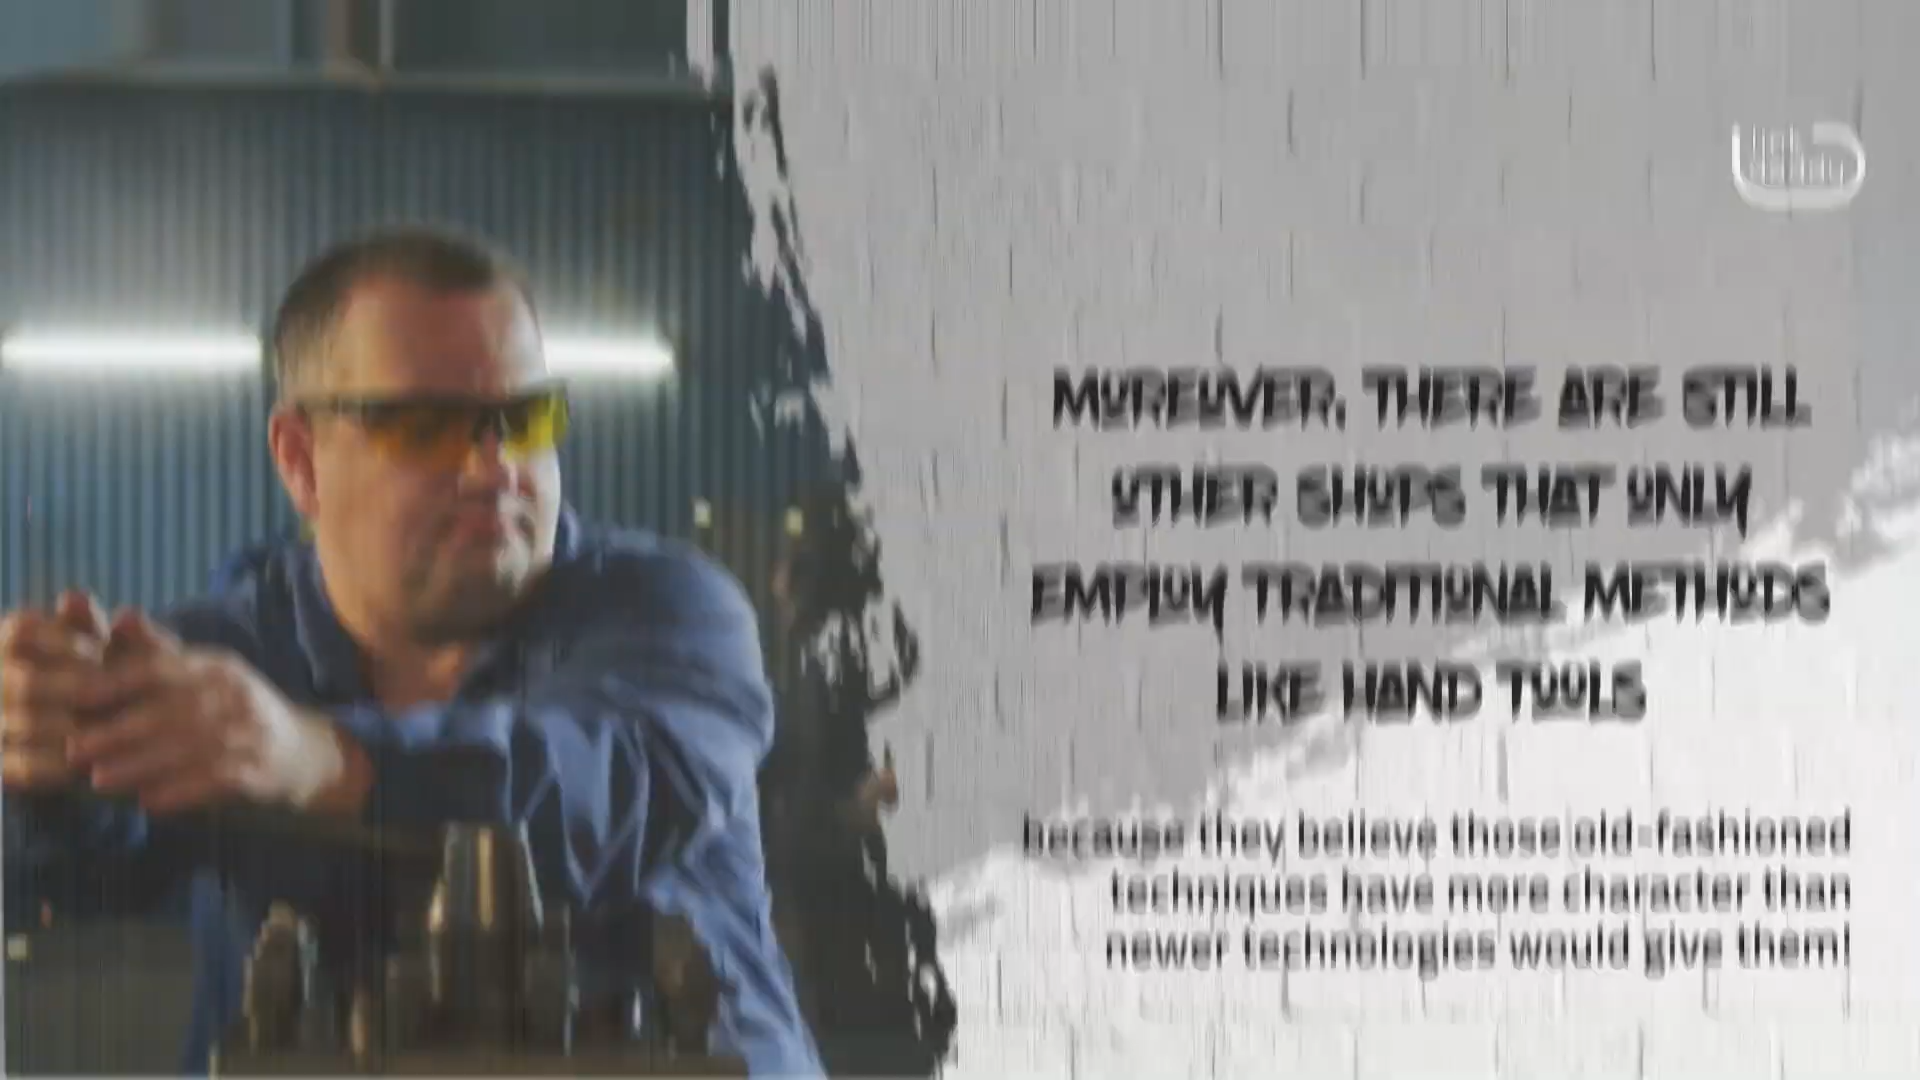 MOREOVER, THERE ARE STILL
OTHER SHOPS THAT ONLY
EMPLOY TRADITIONAL METHODS
LIKE HAND TOOLS
because they believe those old-fashioned
techniques have more character than
newer technologies would give them!